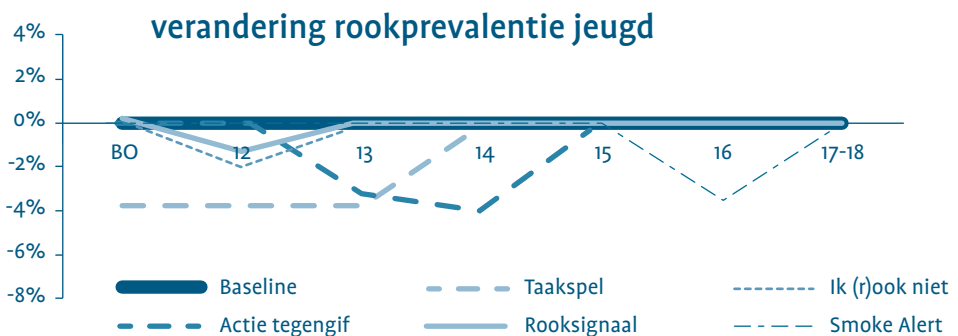 verandering rookprevalentie jeugd
4%
2%
0%
BO 12 13 14 15 16 17-18
-2%
-4%
-6%
-8%
Baseline Taakspel Ik (r)ook niet
Actie tegengif Rooksignaal Smoke Alert